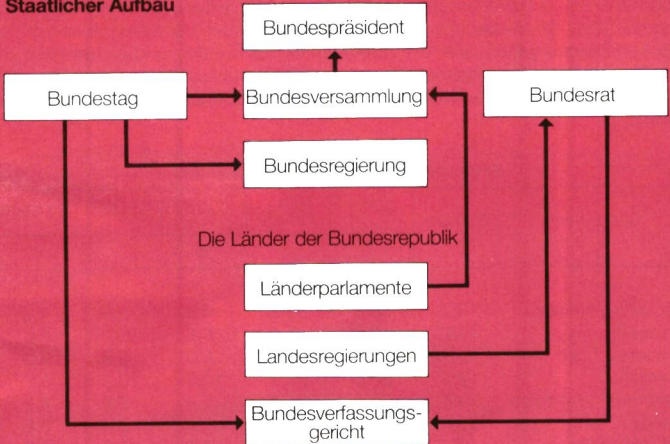 Staatlicher Aufbau
Bundespräsident
Bundestag
Bundesversammlung
Bundesrat
Bundesregierung
Die Länder der Bundesrepublik
Länderparlamente
Landesregierungen
Bundesverfassungs-
gericht